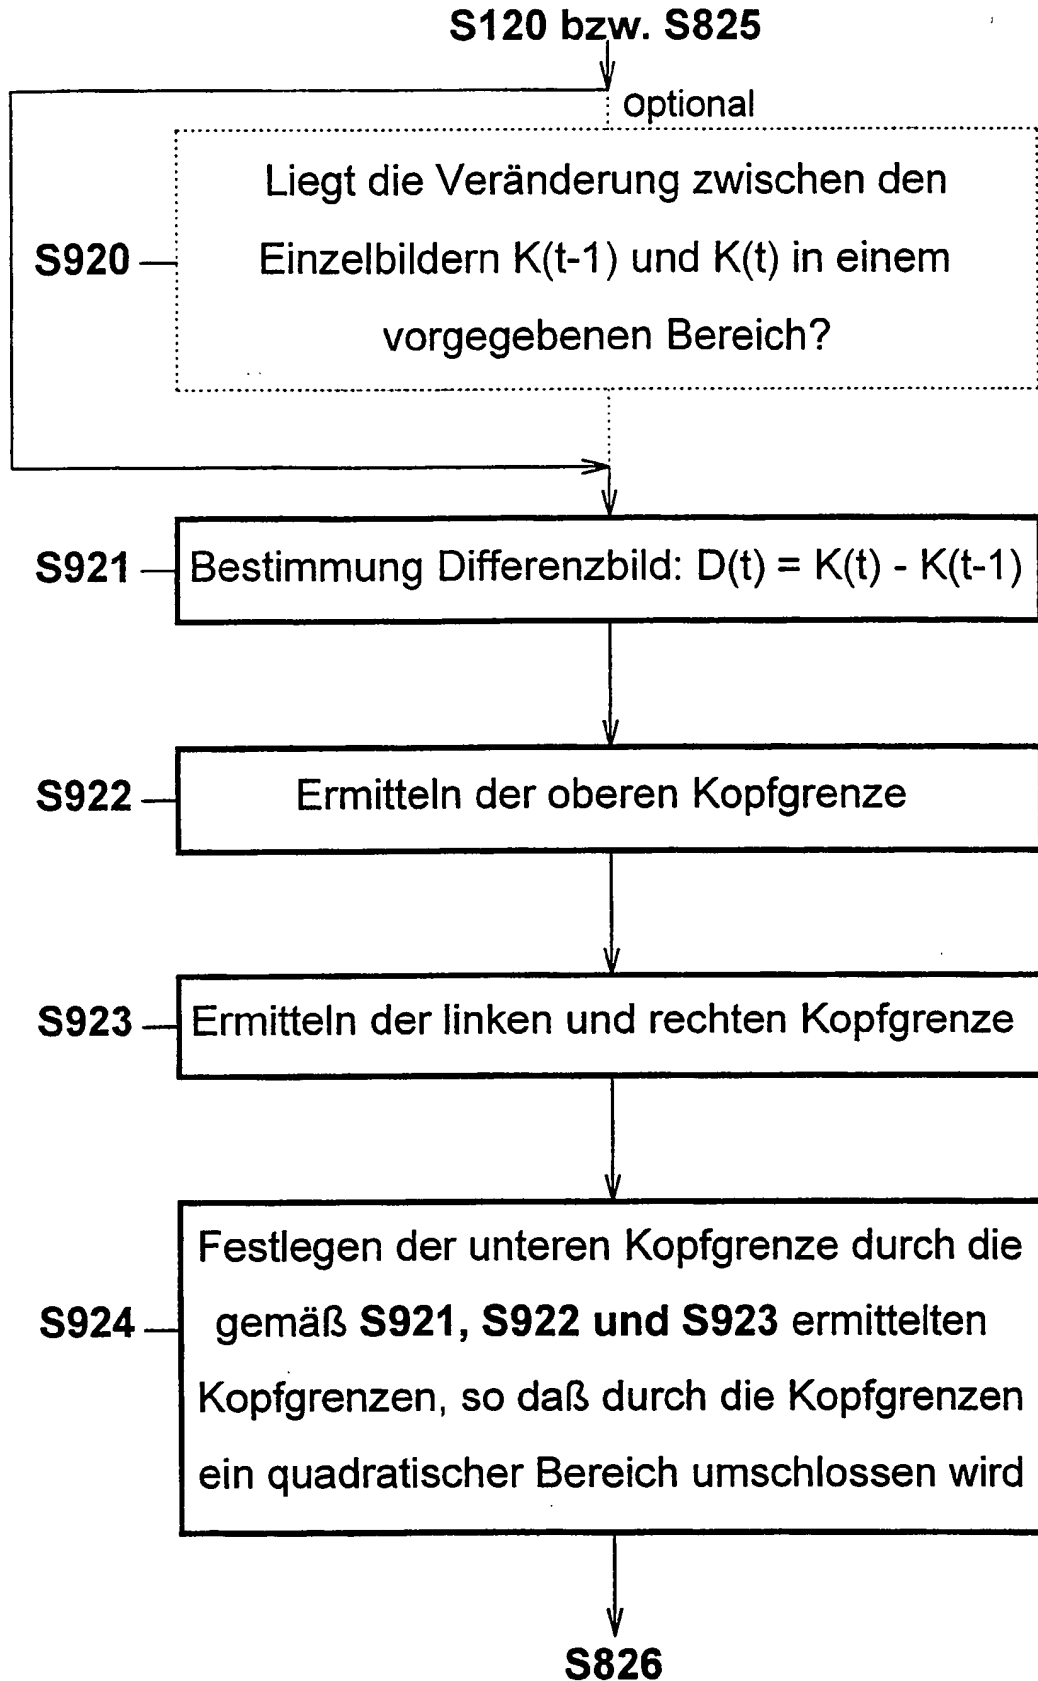 S120 bzw. S825
optional
Liegt die Veränderung zwischen den
S920
Einzelbildern K(t-1) und K(t) in einem
vorgegebenen Bereich?
S921
Bestimmung Differenzbild: D(t) = K(t) - K(t-1)
S922
Ermitteln der oberen Kopfgrenze
S923
Ermitteln der linken und rechten Kopfgrenze
Festlegen der unteren Kopfgrenze durch die
S924
gemäß S921, S922 und S923 ermittelten
Kopfgrenzen, so daß durch die Kopfgrenzen
ein quadratischer Bereich umschlossen wird
S826